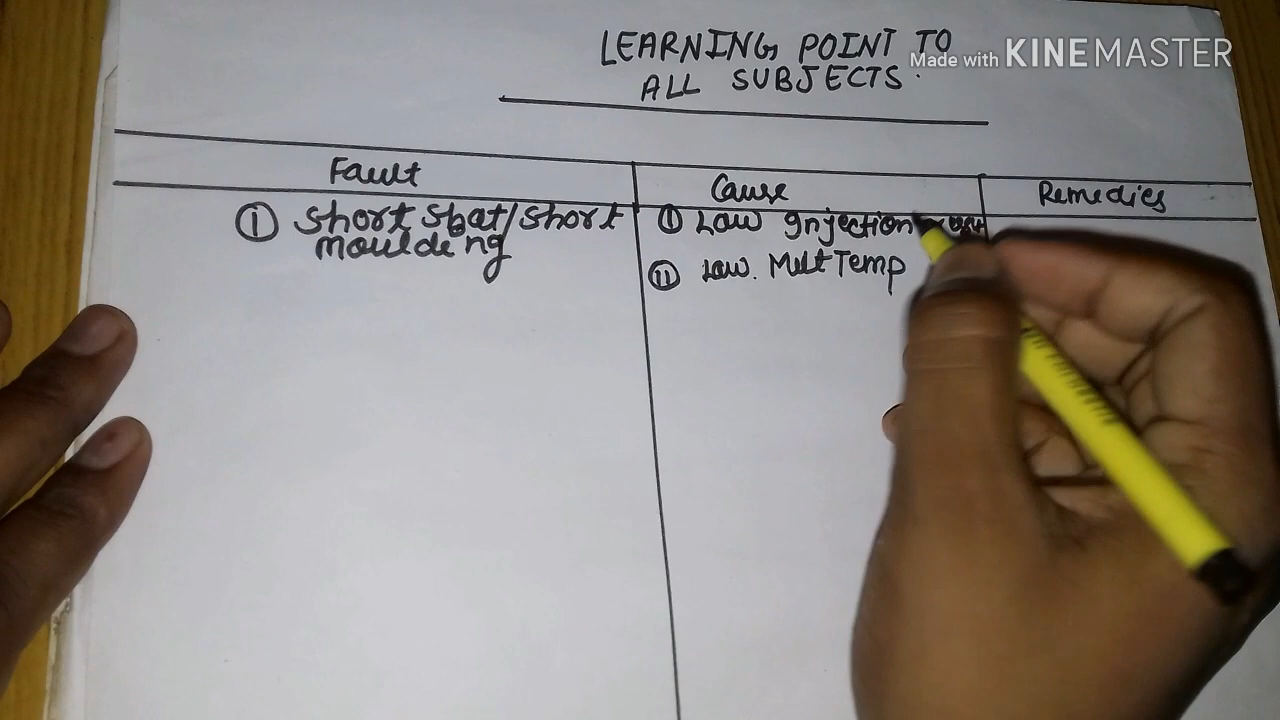 LEARNING POINT TO
Made with KINEMASTER
ALL SUBJECTS.
Fault
Cause
Remedies
① Short Shat/Short
moulding
① Low Injection
⑪ Low. Melt Temp